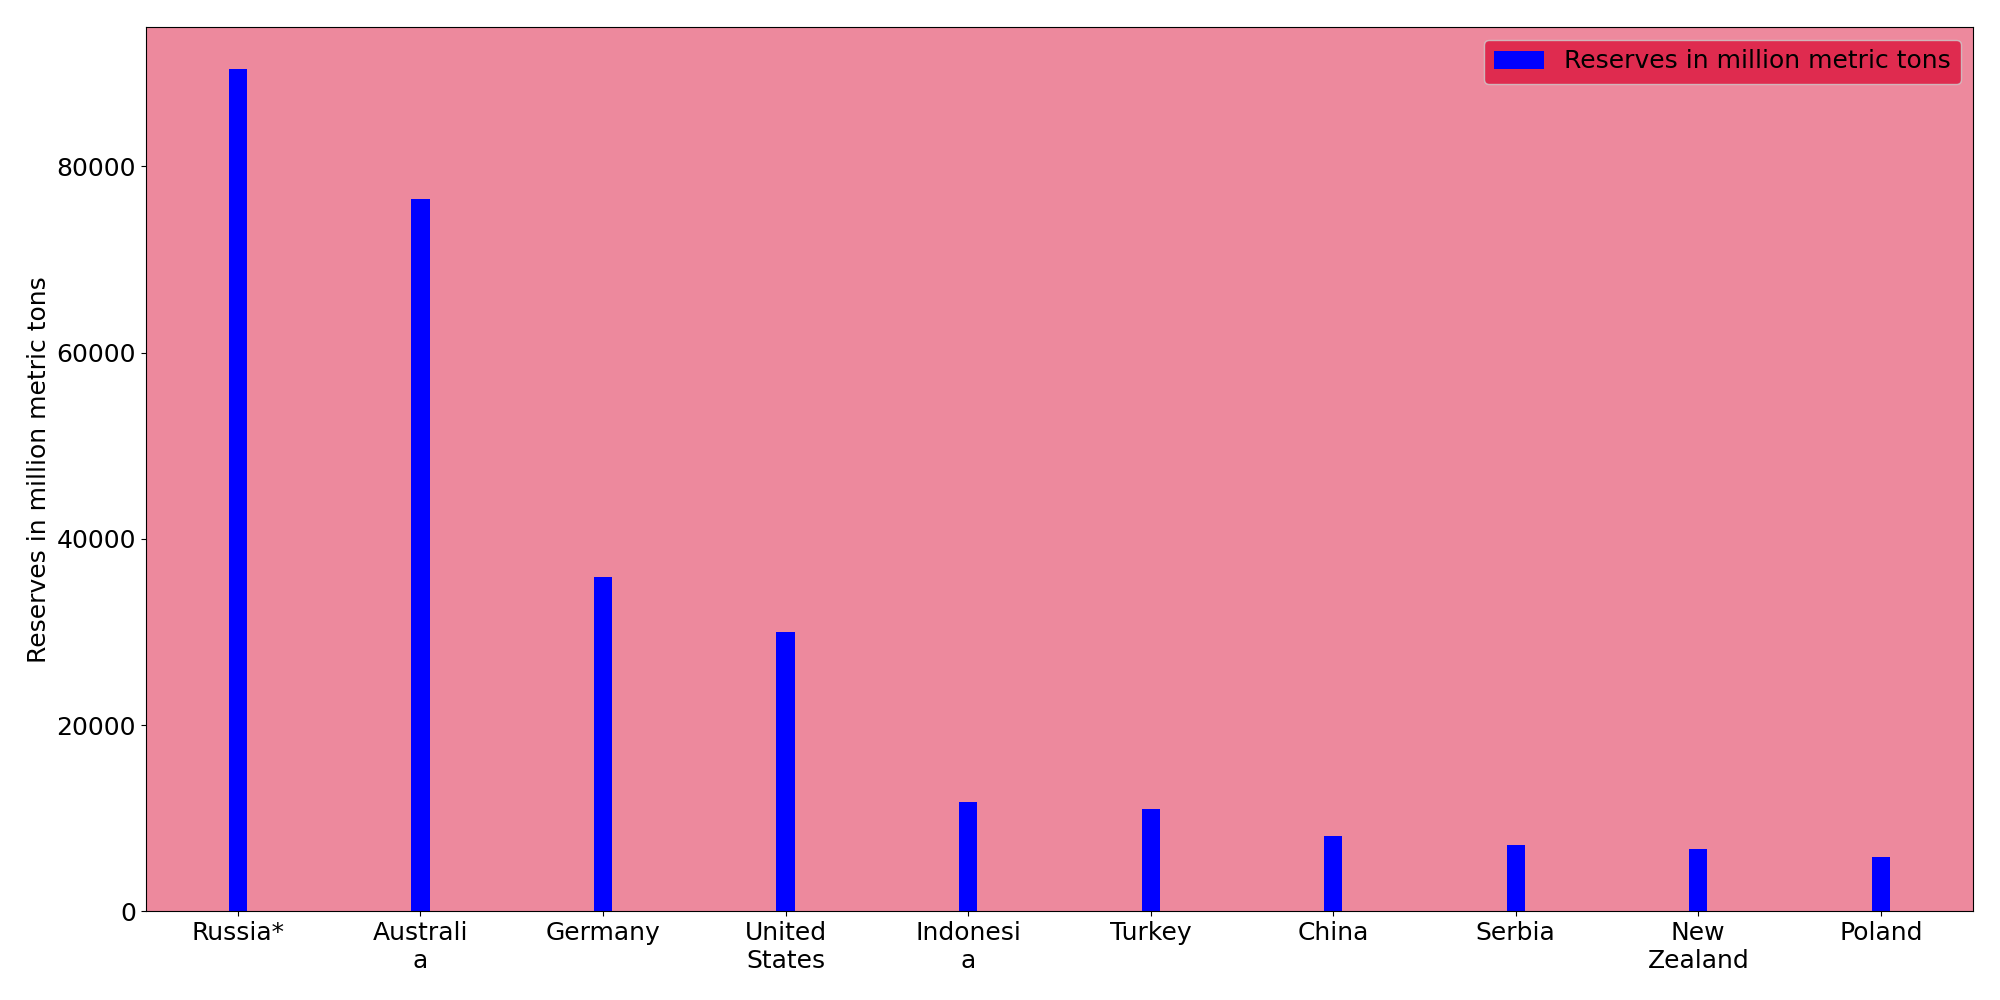 Reserves in million metric tons
Reserves in million metric tons
80000
60000
40000
20000
0
Russia*
Australi
a
Germany
United
States
Indonesi
a
Turkey
China
Serbia
New
Zealand
Poland